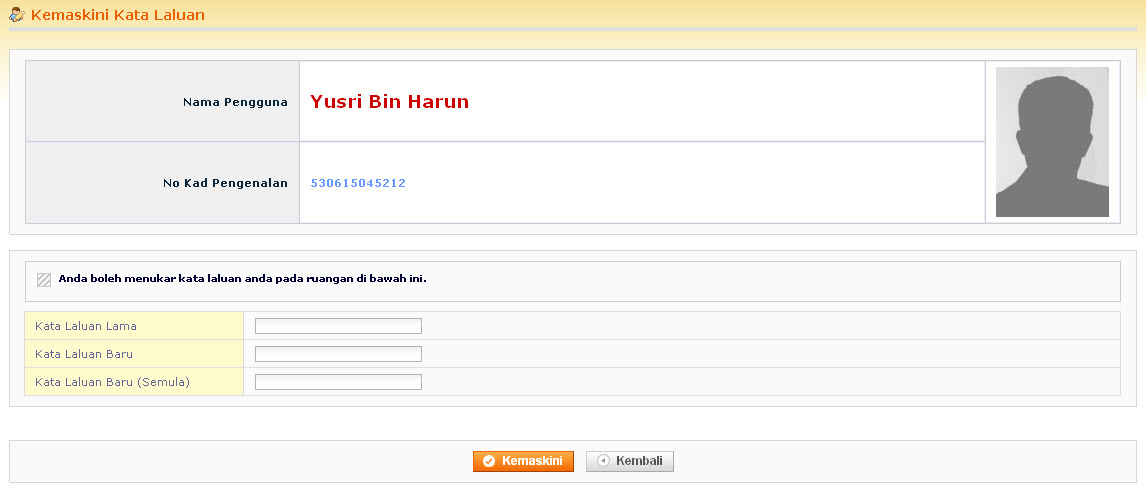 Kemaskini Kata Laluan
Nama Pengguna
Yusri Bin Harun
No Kad Pengenalan
530615045212
Anda boleh menukar kata laluan anda pada ruangan di bawah ini.
Kata Laluan Lama
Kata Laluan Baru
Kata Laluan Baru (Semula)
Kemaskini
Kembali